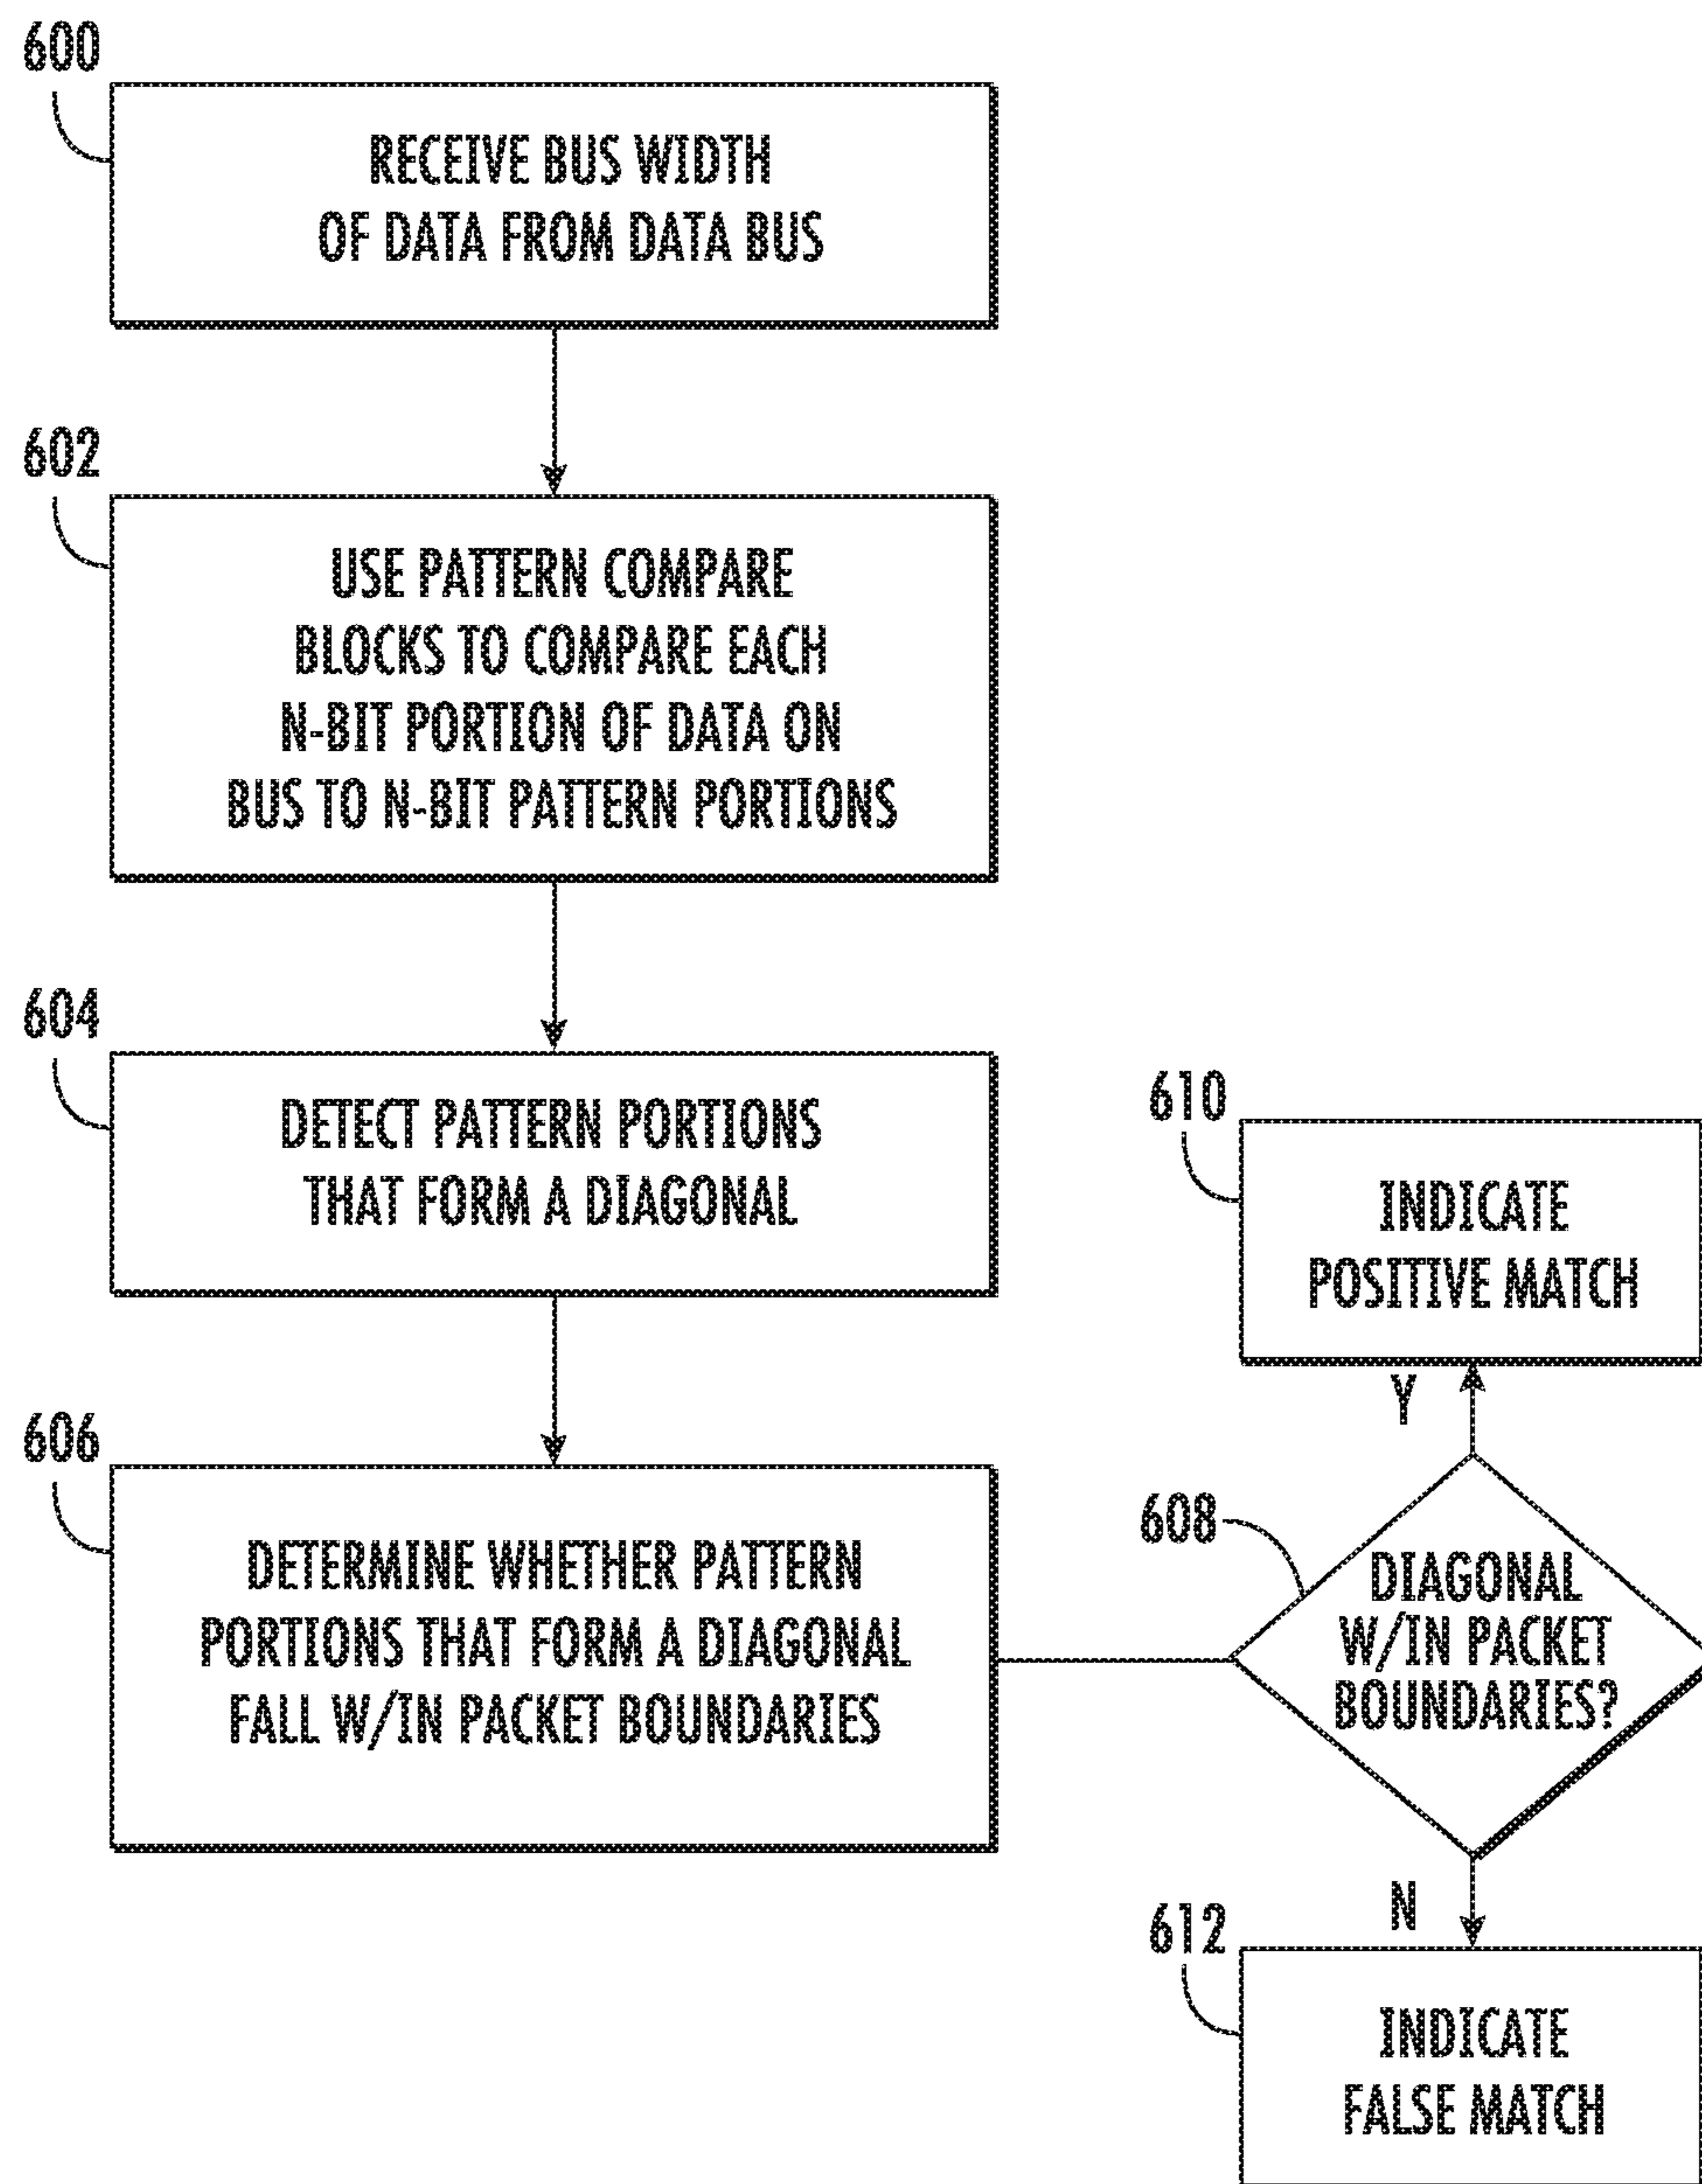 600
RECEIVE BUS WIDTH
OF DATA FROM DATA BUS
602
USE PATTERN COMPARE
BLOCKS TO COMPARE EACH
N-BIT PORTION OF DATA ON
BUS TO N-BIT PATTERN PORTIONS
604
DETECT PATTERN PORTIONS
THAT FORM A DIAGONAL
606
DETERMINE WHETHER PATTERN
PORTIONS THAT FORM A DIAGONAL
FALL W/IN PACKET BOUNDARIES
608
DIAGONAL
W/IN PACKET
BOUNDARIES?
Y
610
INDICATE
POSITIVE MATCH
N
612
INDICATE
FALSE MATCH